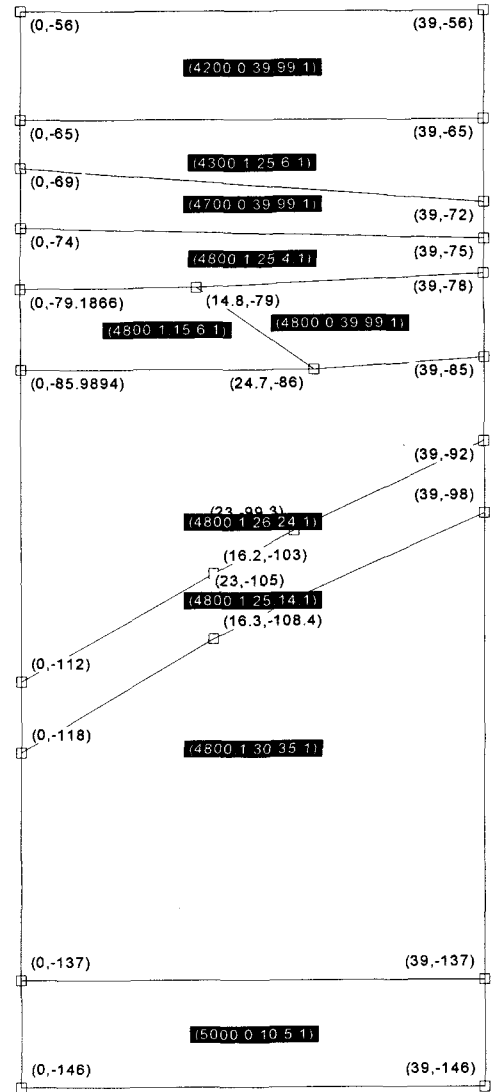 (0,-56) (39,-56)
(4200 0 39 99 1)
(0,-65) (39,-65)
(4300 1 25 6 1)
(0,-69)
(4700 0 39 99 1)
(39,-72)
(0,-74) (39,-75)
(4800 1 25 4 1)
(39,-78)
(0,-79.1866) (14.8,-79)
(4800 1 15 6 1) (4800 0 39 99 1)
(0,-85.9894) (24.7,-86) (39,-85)
(39,-92)
(39,-98)
(23,-99.3)
(4800 1 26 24 1)
(16.2,-103)
(23,-105)
(4800 1 25 14 1)
(16.3,-108.4)
(0,-112)
(0,-118)
(4800 1 30 35 1)
(0,-137) (39,-137)
(5000 0 10 5 1)
(0,-146) (39,-146)